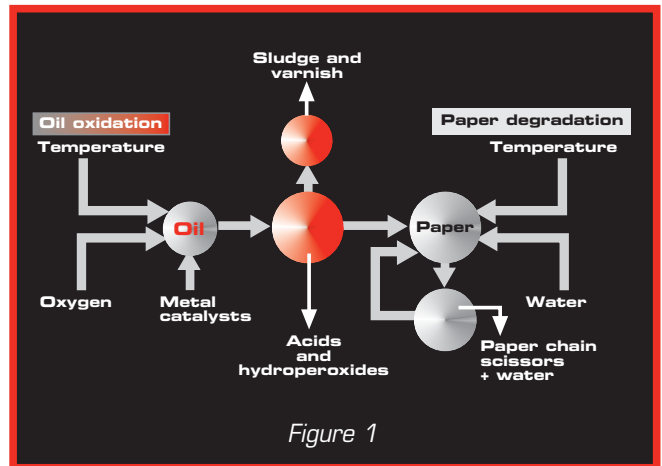 Sludge and
varnish
Oil oxidation
Temperature
Paper degradation
Temperature
Oil
Paper
Oxygen
Metal
catalysts
Water
Acids
and
hydroperoxides
Paper chain
scissors
+ water
Figure 1